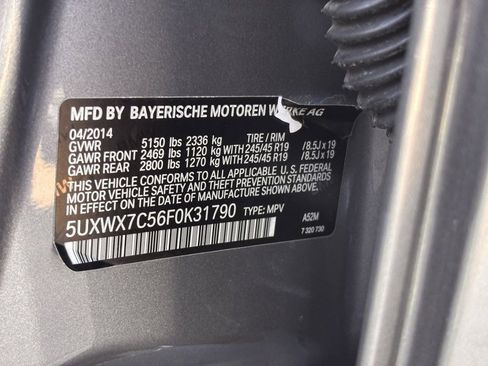 MFD BY BAYERISCHE MOTOREN WERKE AG
04/2014
GVWR 5150 lbs 2336 kg TIRE / RIM
GAWR FRONT 2469 lbs 1120 kg WITH 245/45 R19 /8.5J x 19
GAWR REAR 2800 lbs 1270 kg WITH 245/45 R19 /8.5J x 19
THIS VEHICLE CONFORMS TO ALL APPLICABLE U.S. FEDERAL
MOTOR VEHICLE SAFETY AND THEFT PREVENTION STANDARDS
IN EFFECT ON THE DATE OF MANUFACTURE SHOWN ABOVE.
5UXWX7C56F0K31790 TYPE: MPV A52M
7 320 730